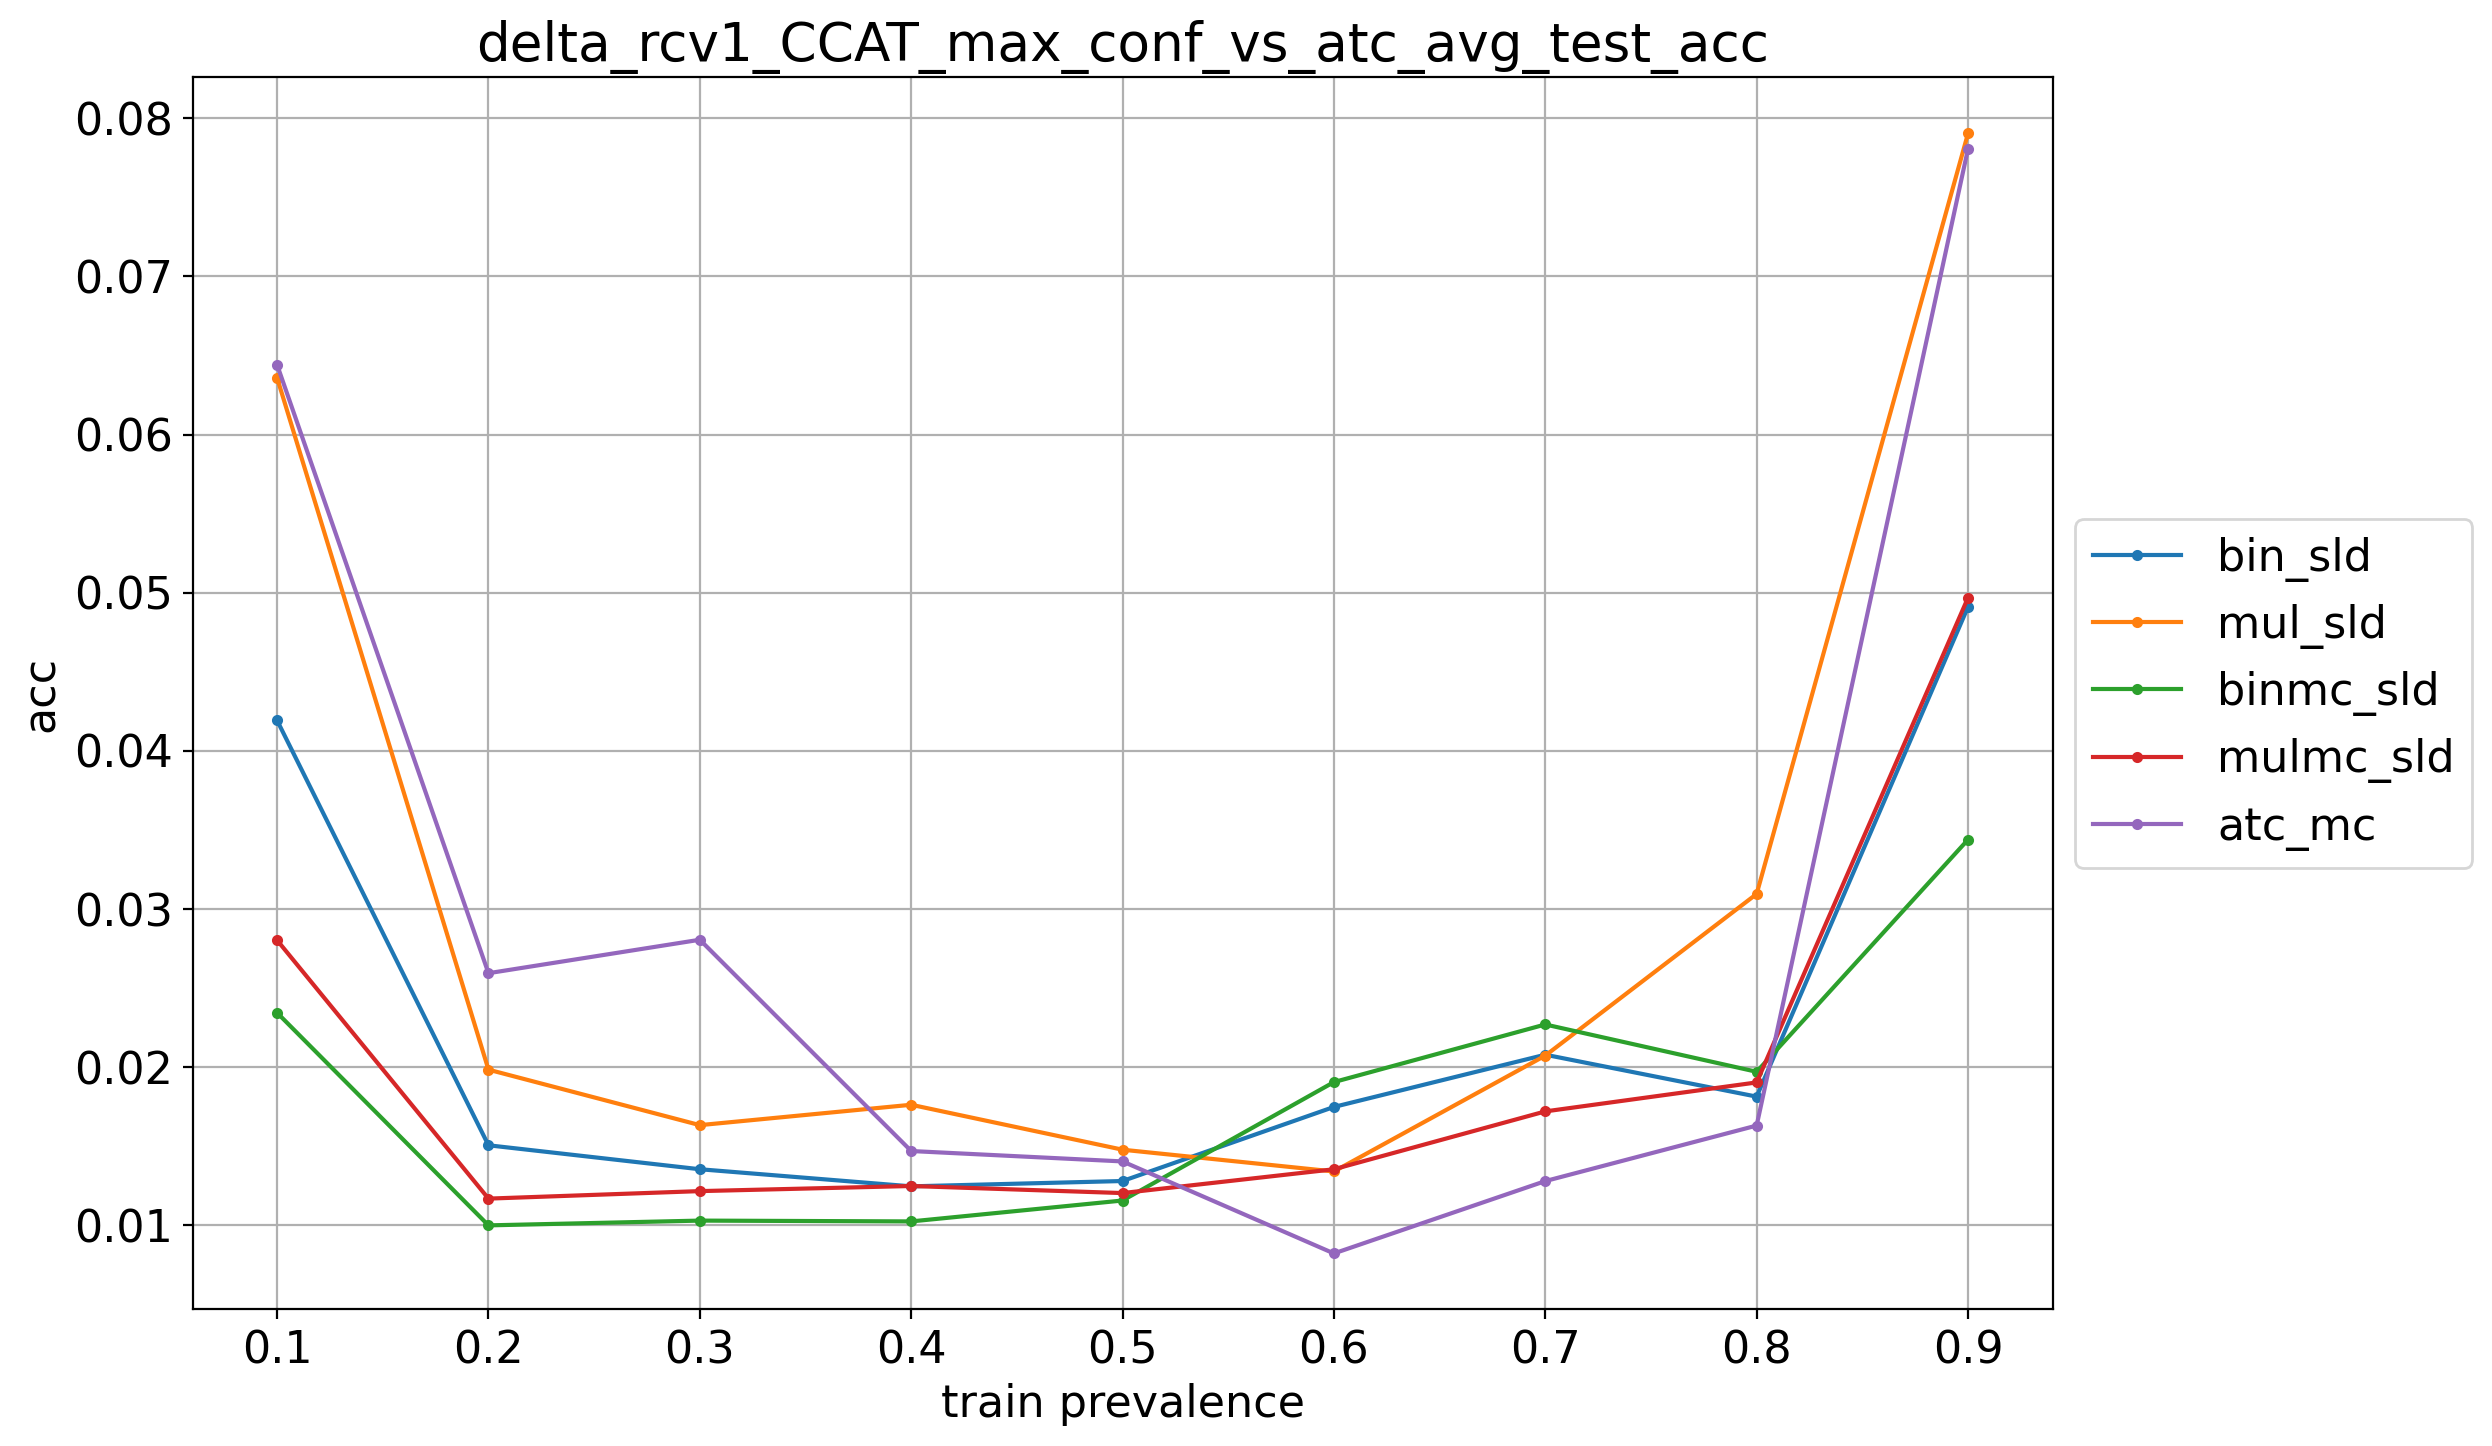 delta_rcv1_CCAT_max_conf_vs_atc_avg_test_acc
0.08
0.07
0.06
0.05
0.04
0.03
0.02
0.01
acc
0.1 0.2 0.3 0.4 0.5 0.6 0.7 0.8 0.9
train prevalence
bin_sld
mul_sld
binmc_sld
mulmc_sld
atc_mc